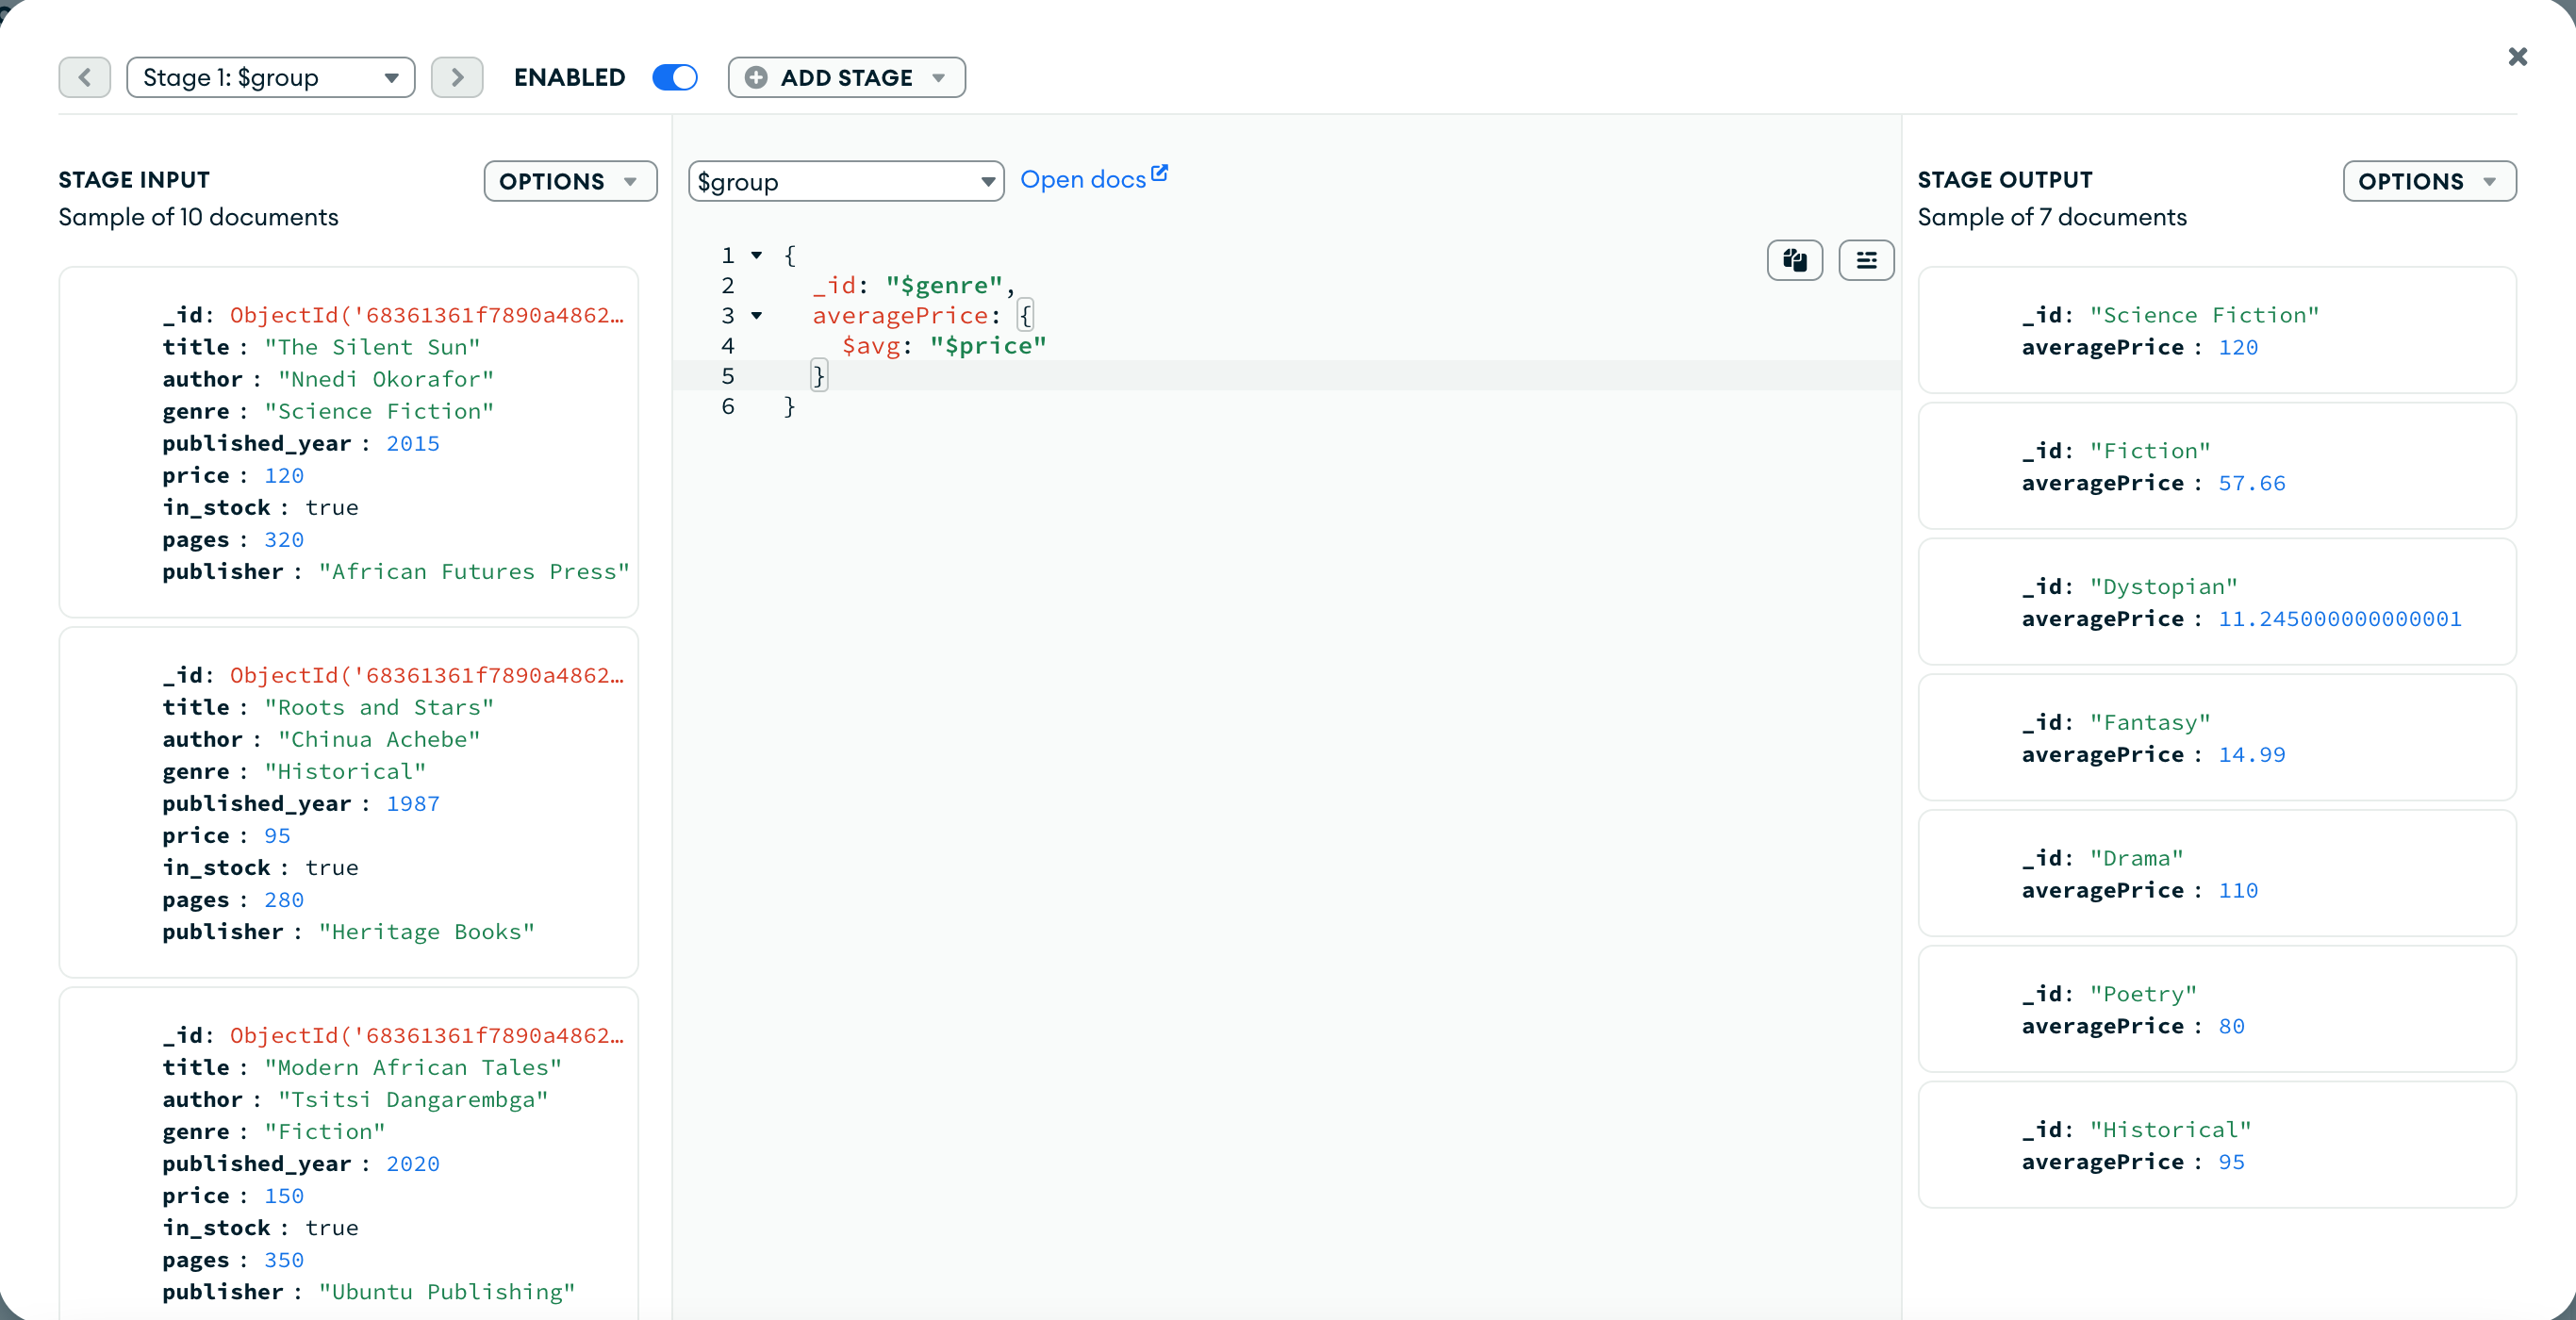 Stage 1: $group
ENABLED
ADD STAGE
STAGE INPUT
OPTIONS
Sample of 10 documents
_id: ObjectId('68361361f7890a4862…
title : "The Silent Sun"
author : "Nnedi Okorafor"
genre : "Science Fiction"
published_year : 2015
price : 120
in_stock : true
pages : 320
publisher : "African Futures Press"
_id: ObjectId('68361361f7890a4862…
title : "Roots and Stars"
author : "Chinua Achebe"
genre : "Historical"
published_year : 1987
price : 95
in_stock : true
pages : 280
publisher : "Heritage Books"
_id: ObjectId('68361361f7890a4862…
title : "Modern African Tales"
author : "Tsitsi Dangarembga"
genre : "Fiction"
published_year : 2020
price : 150
in_stock : true
pages : 350
publisher : "Ubuntu Publishing"
$group
Open docs
1 {
2 _id: "$genre",
3 averagePrice: {
4 $avg: "$price"
5 }
6 }
STAGE OUTPUT
OPTIONS
Sample of 7 documents
_id: "Science Fiction"
averagePrice : 120
_id: "Fiction"
averagePrice : 57.66
_id: "Dystopian"
averagePrice : 11.245000000000001
_id: "Fantasy"
averagePrice : 14.99
_id: "Drama"
averagePrice : 110
_id: "Poetry"
averagePrice : 80
_id: "Historical"
averagePrice : 95